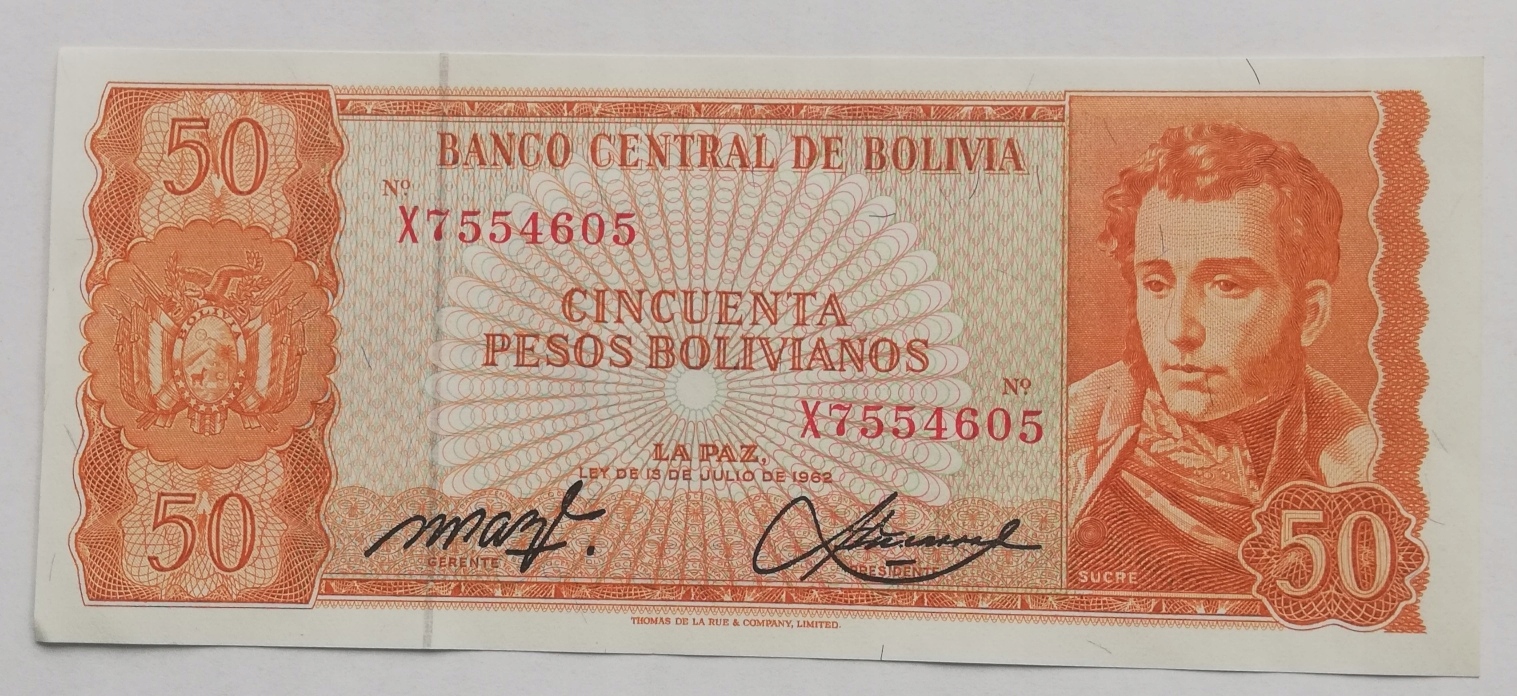 50
BANCO CENTRAL DE BOLIVIA
Nº
X7554605
CINCUENTA
PESOS BOLIVIANOS
Nº
X7554605
LA PAZ,
LEY DE 13 DE JULIO DE 1962
50
GERENTE
PRESIDENTE
SUCRE
50
THOMAS DE LA RUE & COMPANY, LIMITED.